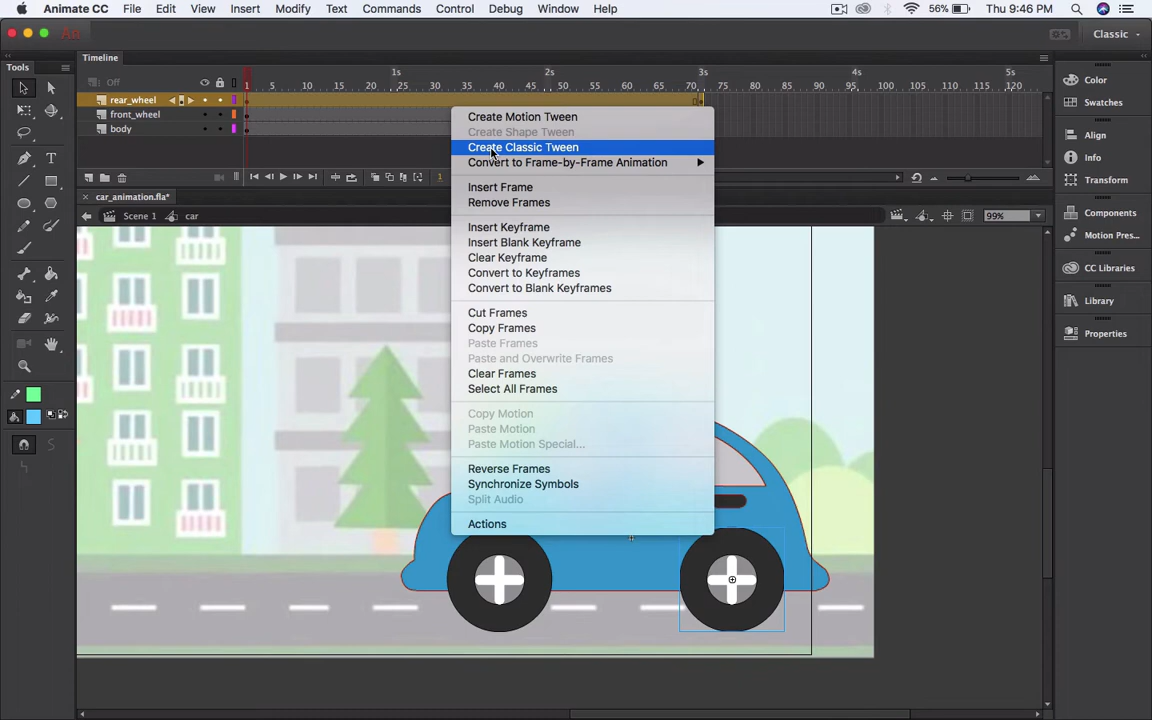 Animate CC File Edit View Insert Modify Text Commands Control Debug Window Help 56% Thu 9:46 PM
Classic
Tools
Timeline
Off 1s 2s 3s 4s 5s
1 5 10 15 20 25 30 35 40 45 50 55 60 65 70 75 80 85 90 95 100 105 110 115 120
rear_wheel
front_wheel
body
1
car_animation.fla*
Scene 1 car 99%
Create Motion Tween
Create Shape Tween
Create Classic Tween
Convert to Frame-by-Frame Animation
Insert Frame
Remove Frames
Insert Keyframe
Insert Blank Keyframe
Clear Keyframe
Convert to Keyframes
Convert to Blank Keyframes
Cut Frames
Copy Frames
Paste Frames
Paste and Overwrite Frames
Clear Frames
Select All Frames
Copy Motion
Paste Motion
Paste Motion Special...
Reverse Frames
Synchronize Symbols
Split Audio
Actions
Color
Swatches
Align
Info
Transform
Components
Motion Pres...
CC Libraries
Library
Properties